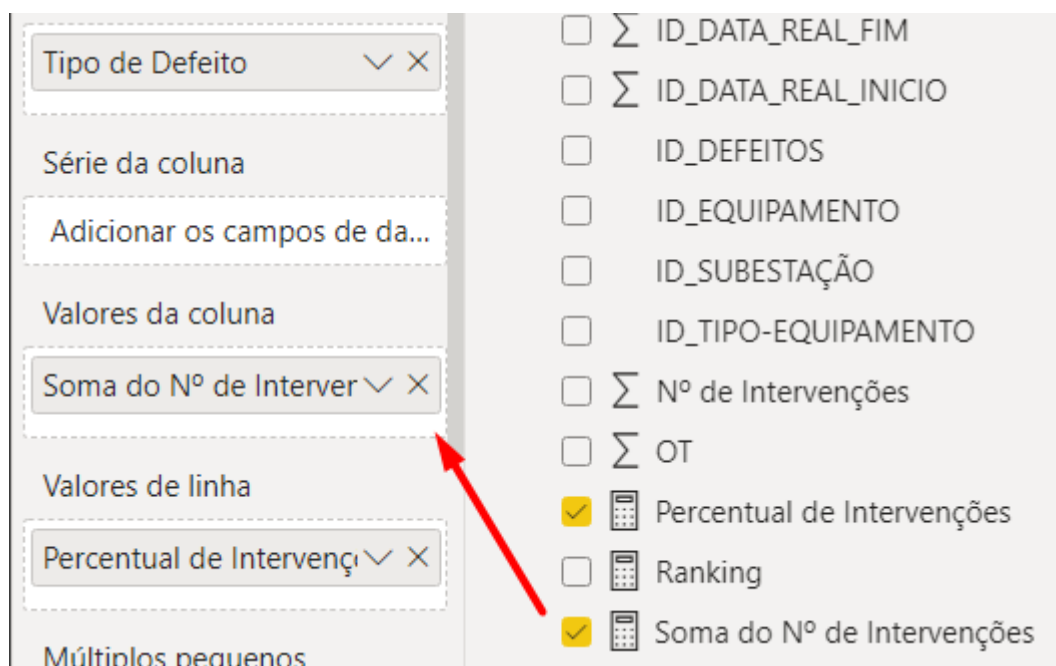 Tipo de Defeito
Série da coluna
Adicionar os campos de da...
Valores da coluna
Soma do Nº de Interver
Valores de linha
Percentual de Intervenç
Múltiplos pequenos
ID_DATA_REAL_FIM
ID_DATA_REAL_INICIO
ID_DEFEITOS
ID_EQUIPAMENTO
ID_SUBESTAÇÃO
ID_TIPO-EQUIPAMENTO
Nº de Intervenções
OT
Percentual de Intervenções
Ranking
Soma do Nº de Intervenções